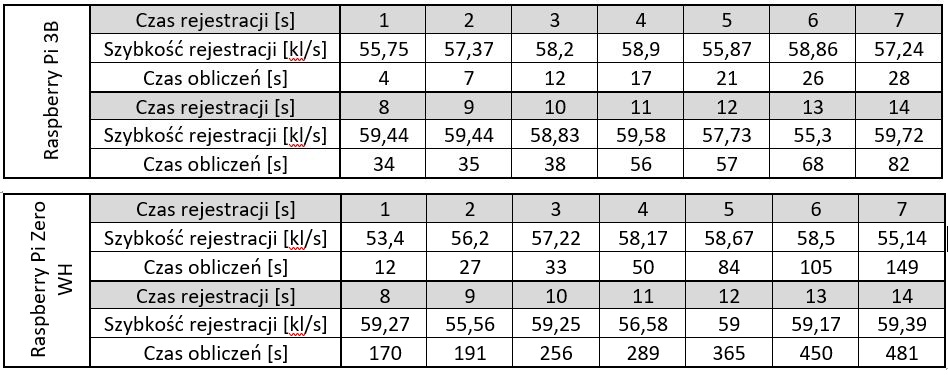 Raspberry Pi 3B
Czas rejestracji [s] 1 2 3 4 5 6 7
Szybkość rejestracji [kl/s] 55,75 57,37 58,2 58,9 55,87 58,86 57,24
Czas obliczeń [s] 4 7 12 17 21 26 28
Czas rejestracji [s] 8 9 10 11 12 13 14
Szybkość rejestracji [kl/s] 59,44 59,44 58,83 59,58 57,73 55,3 59,72
Czas obliczeń [s] 34 35 38 56 57 68 82
Raspberry Pi Zero
WH
Czas rejestracji [s] 1 2 3 4 5 6 7
Szybkość rejestracji [kl/s] 53,4 56,2 57,22 58,17 58,67 58,5 55,14
Czas obliczeń [s] 12 27 33 50 84 105 149
Czas rejestracji [s] 8 9 10 11 12 13 14
Szybkość rejestracji [kl/s] 59,27 55,56 59,25 56,58 59 59,17 59,39
Czas obliczeń [s] 170 191 256 289 365 450 481